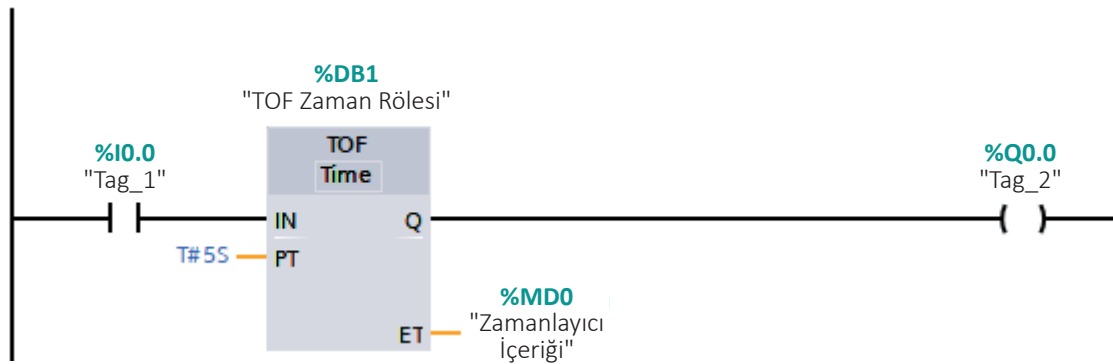 %DB1
"TOF Zaman Rölesi"
TOF
Time
%I0.0
"Tag_1"
%Q0.0
"Tag_2"
IN
Q
T#5S
PT
%MD0
"Zamanlayıcı
İçeriği"
ET